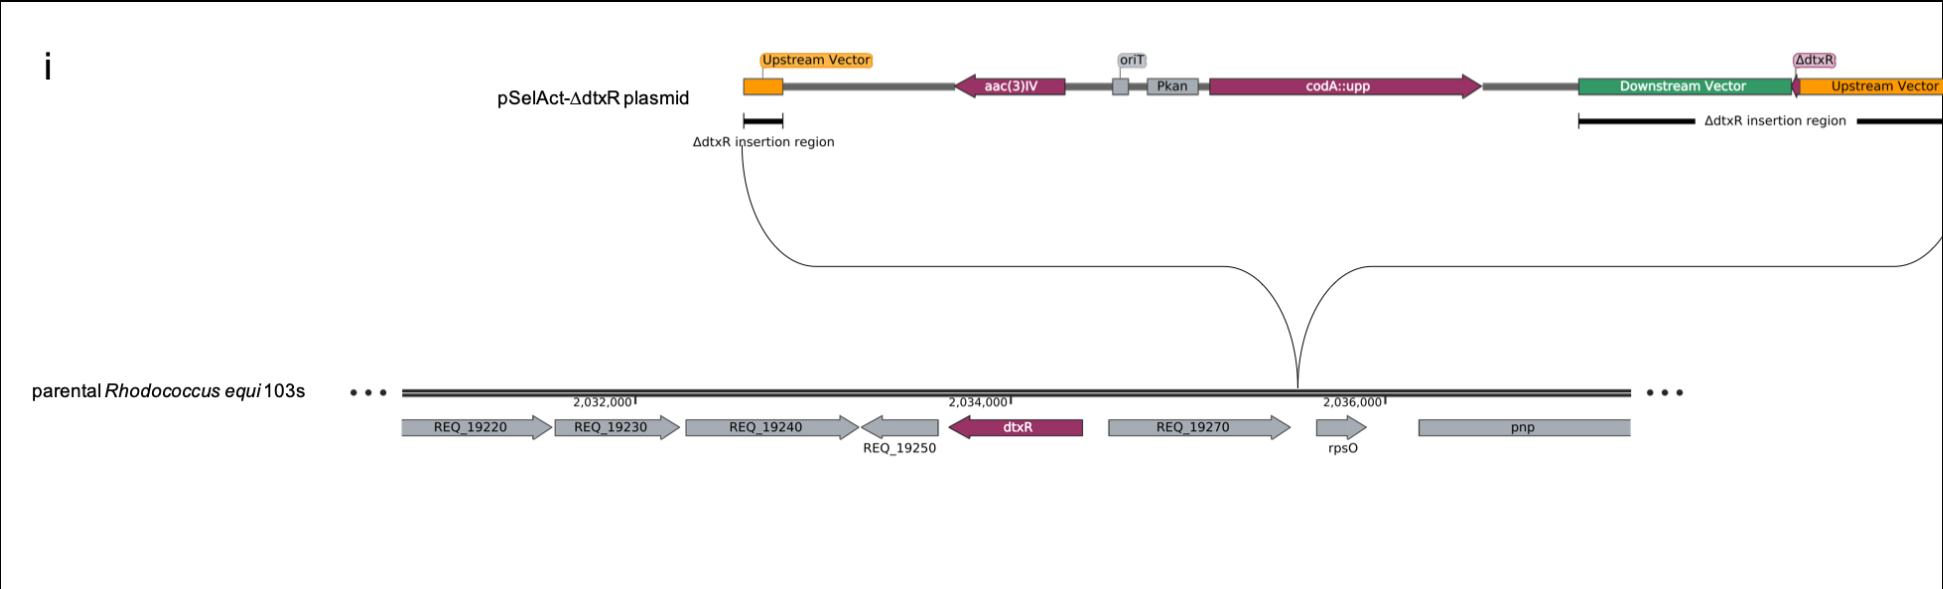 i
Upstream Vector
oriT
ΔdtxR
pSelAct-ΔdtxR plasmid
aac(3)IV
Pkan
codA::upp
Downstream Vector
Upstream Vector
ΔdtxR insertion region
ΔdtxR insertion region
parental Rhodococcus equi 103s
2,032,000
2,034,000
2,036,000
REQ_19220
REQ_19230
REQ_19240
dtxR
REQ_19270
pnp
REQ_19250
rpsO